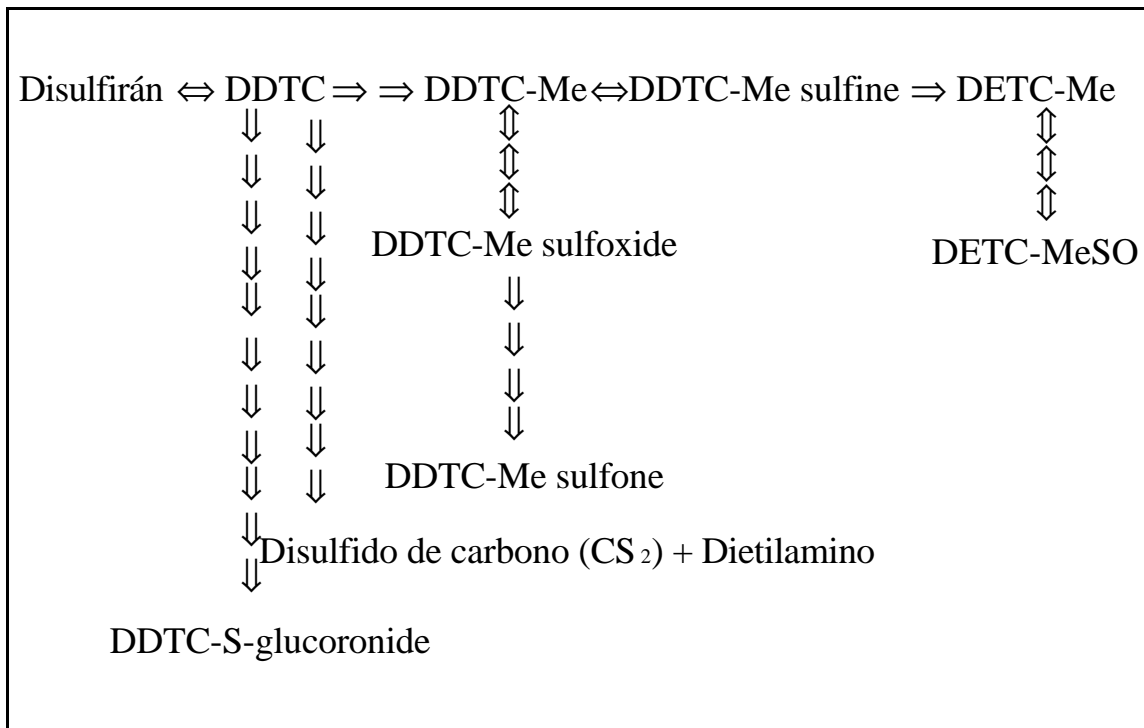 Disulfirán ⇔ DDTC ⇒ ⇒ DDTC-Me⇔DDTC-Me sulfine ⇒ DETC-Me
DDTC-Me sulfoxide
DETC-MeSO
DDTC-Me sulfone
Disulfido de carbono (CS₂) + Dietilamino
DDTC-S-glucoronide